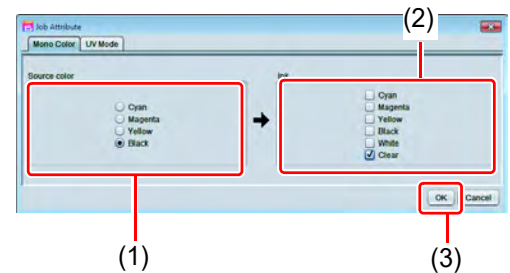 (2)
Job Attribute
Mono Color UV Mode
Source color
Ink
Cyan
Magenta
Yellow
Black
Cyan
Magenta
Yellow
Black
White
Clear
OK Cancel
(1)
(3)